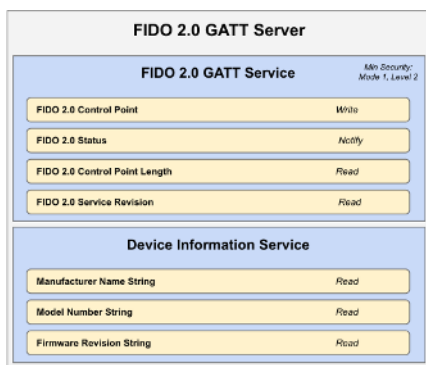 FIDO 2.0 GATT Server
FIDO 2.0 GATT Service
Min Security:
Mode 1, Level 2
FIDO 2.0 Control Point Write
FIDO 2.0 Status Notify
FIDO 2.0 Control Point Length Read
FIDO 2.0 Service Revision Read
Device Information Service
Manufacturer Name String Read
Model Number String Read
Firmware Revision String Read